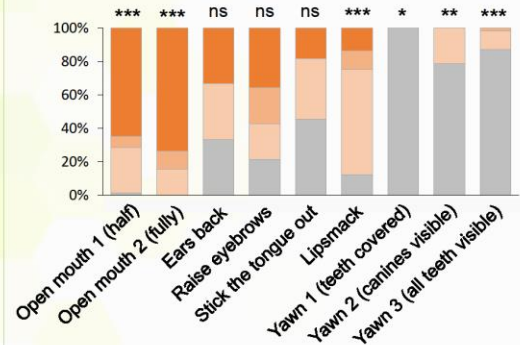 *** *** ns ns ns *** * ** ***
100%
80%
60%
40%
20%
0%
Open mouth 1 (half)
Open mouth 2 (fully)
Ears back
Raise eyebrows
Stick the tongue out
Lipsmack
Yawn 1 (teeth covered)
Yawn 2 (canines visible)
Yawn 3 (all teeth visible)